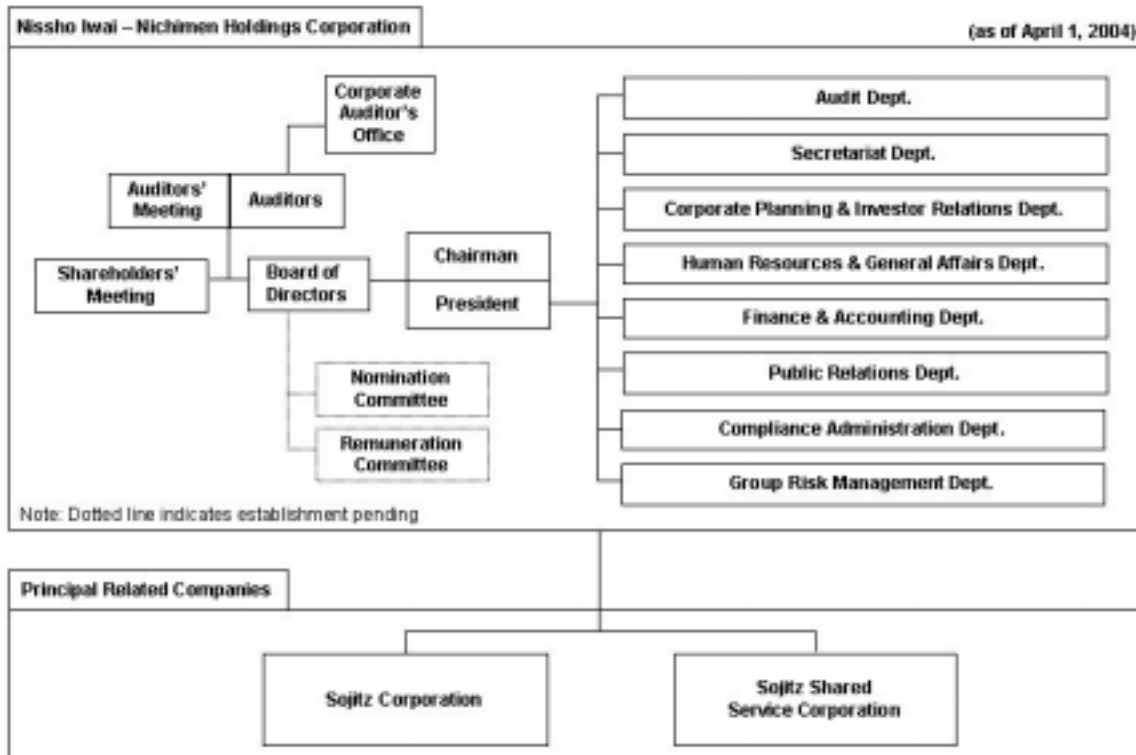 Nissho Iwai – Nichimen Holdings Corporation
(as of April 1, 2004)
Corporate
Auditor's
Office
Auditors'
Meeting
Auditors
Shareholders'
Meeting
Board of
Directors
Chairman
President
Nomination
Committee
Remuneration
Committee
Audit Dept.
Secretariat Dept.
Corporate Planning & Investor Relations Dept.
Human Resources & General Affairs Dept.
Finance & Accounting Dept.
Public Relations Dept.
Compliance Administration Dept.
Group Risk Management Dept.
Note: Dotted line indicates establishment pending
Principal Related Companies
Sojitz Corporation
Sojitz Shared
Service Corporation